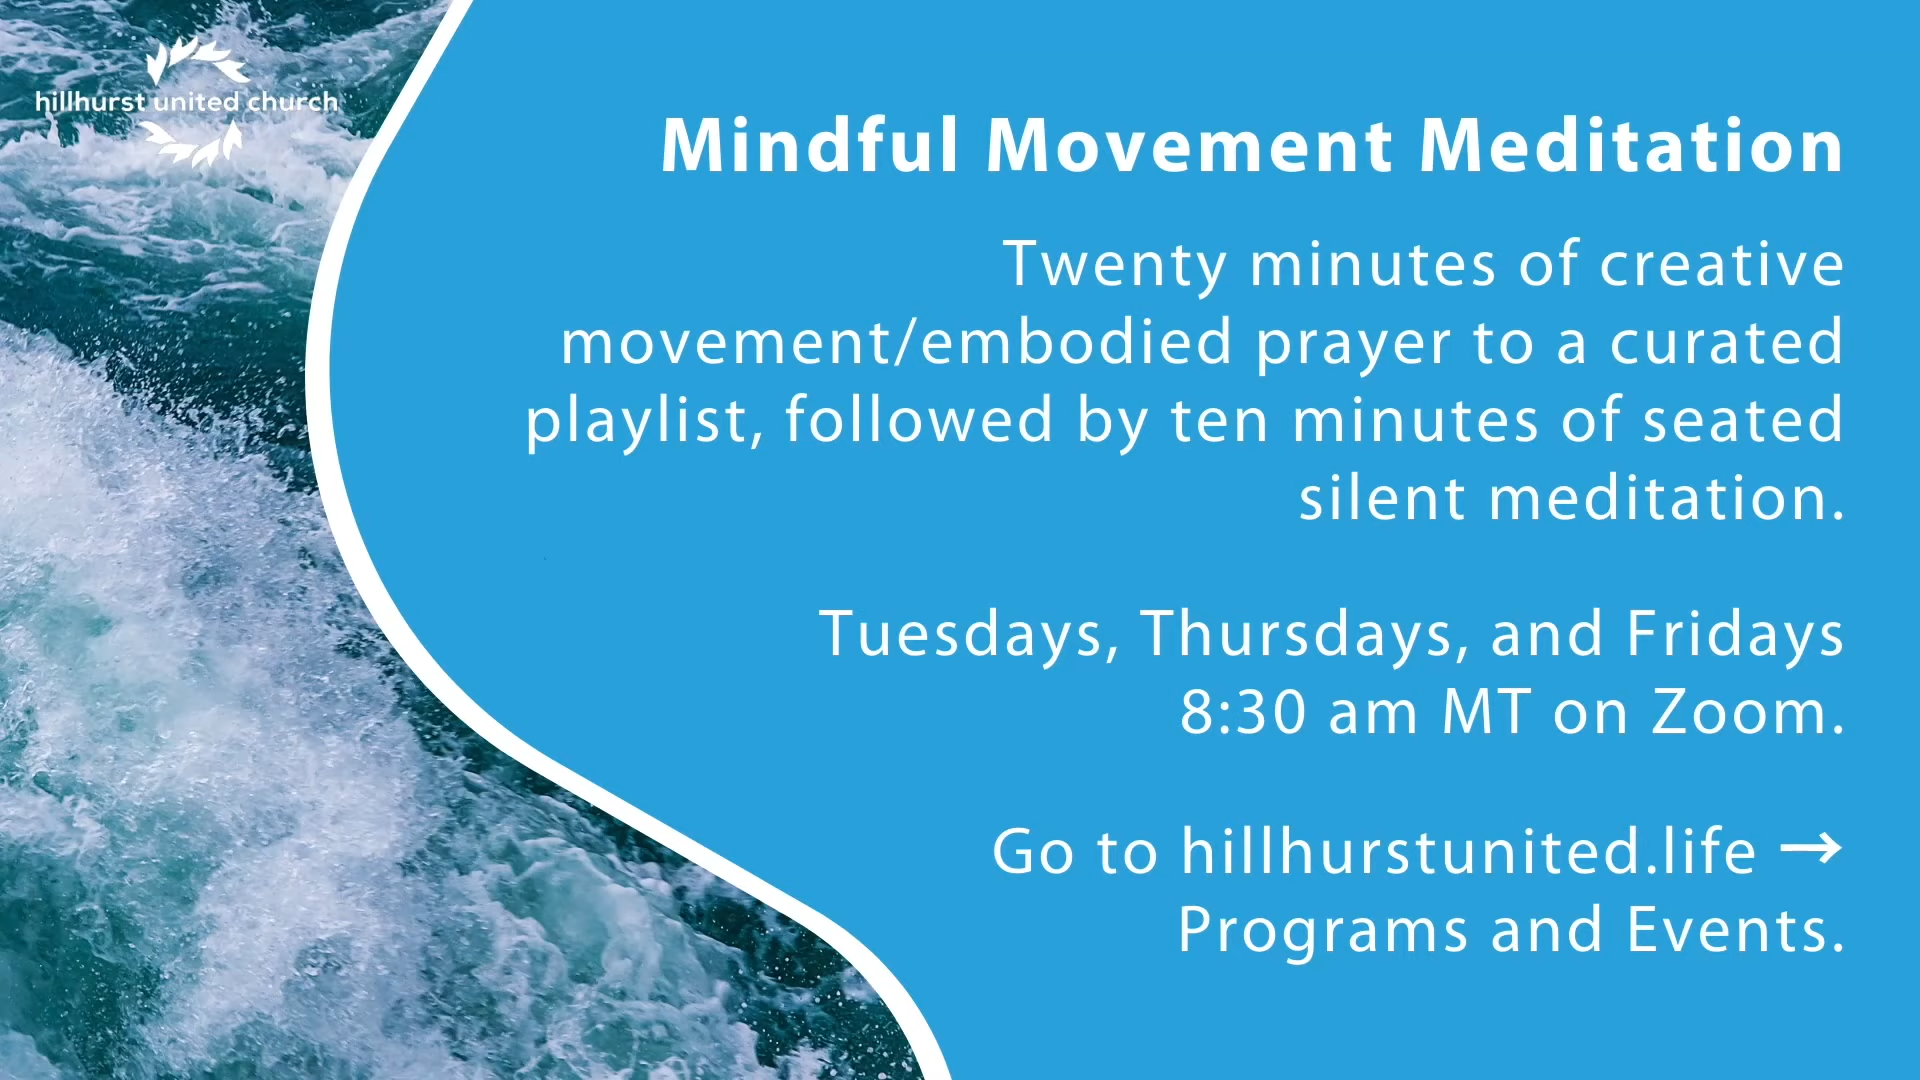 hillhurst united church
Mindful Movement Meditation
Twenty minutes of creative
movement/embodied prayer to a curated
playlist, followed by ten minutes of seated
silent meditation.
Tuesdays, Thursdays, and Fridays
8:30 am MT on Zoom.
Go to hillhurstunited.life →
Programs and Events.